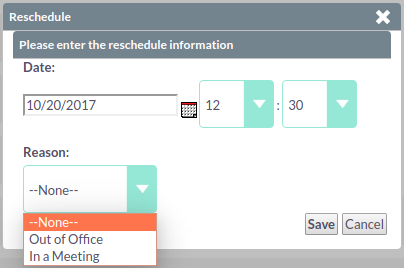 Reschedule
Please enter the reschedule information
Date:
10/20/2017 12 : 30
Reason:
--None--
--None--
Out of Office
In a Meeting
Save Cancel